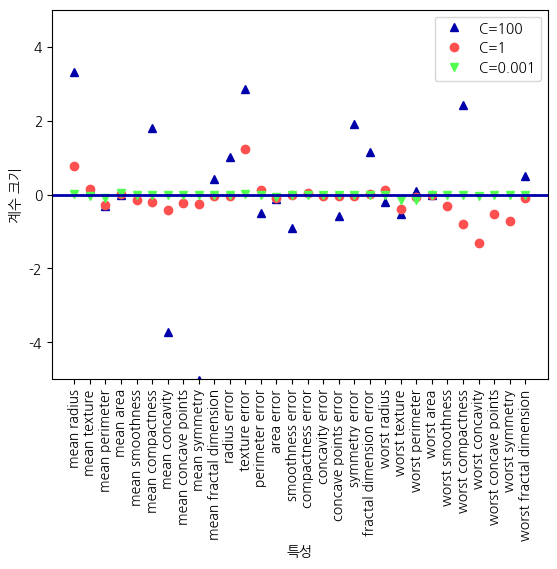 C=100
C=1
C=0.001
계수 크기
4
2
0
-2
-4
mean radius
mean texture
mean perimeter
mean area
mean smoothness
mean compactness
mean concavity
mean concave points
mean symmetry
mean fractal dimension
radius error
texture error
perimeter error
area error
smoothness error
compactness error
concavity error
concave points error
symmetry error
fractal dimension error
worst radius
worst texture
worst perimeter
worst area
worst smoothness
worst compactness
worst concavity
worst concave points
worst symmetry
worst fractal dimension
특성